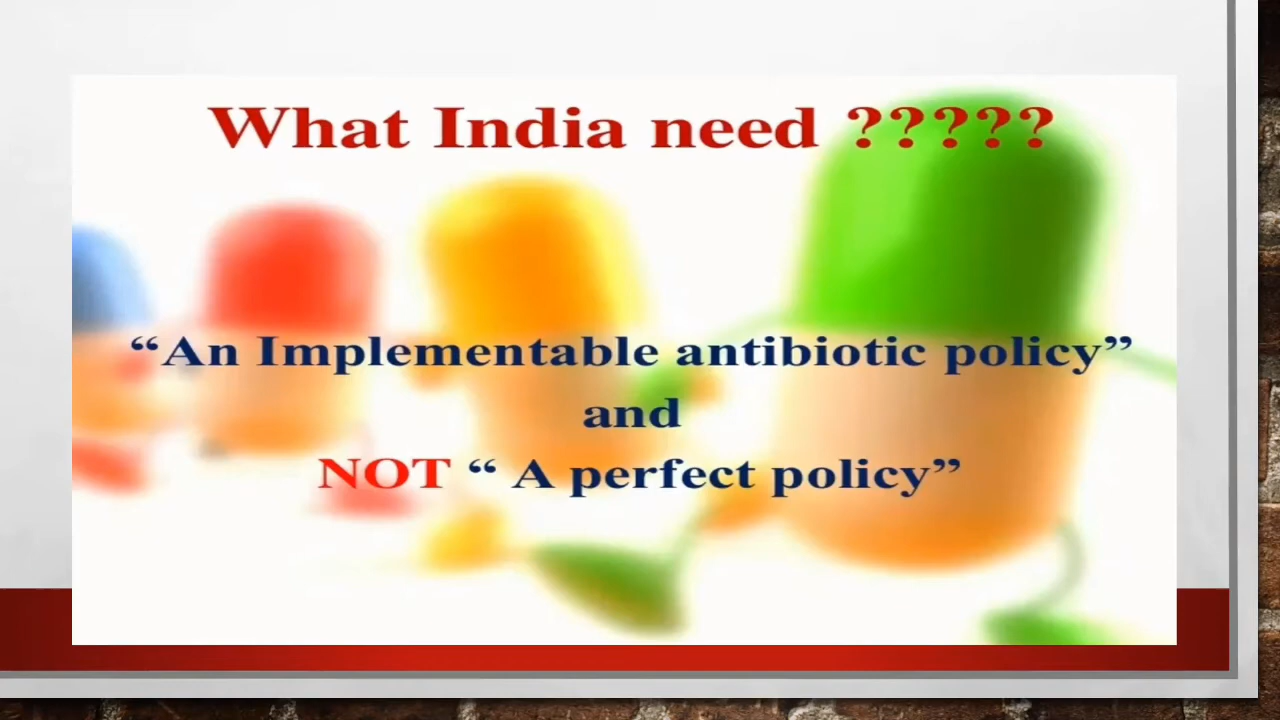 What India need ?????
“An Implementable antibiotic policy”
and
NOT “ A perfect policy”